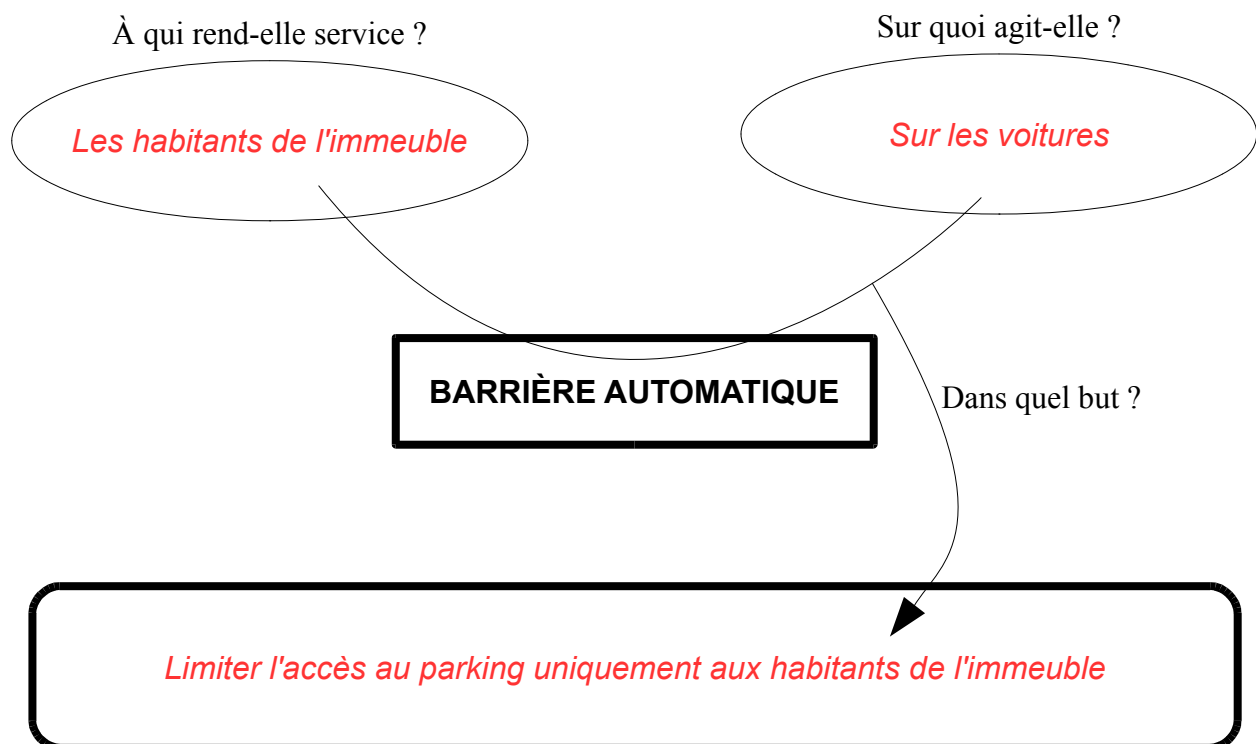 À qui rend-elle service ?
Sur quoi agit-elle ?
Les habitants de l'immeuble
Sur les voitures
BARRIÈRE AUTOMATIQUE
Dans quel but ?
Limiter l'accès au parking uniquement aux habitants de l'immeuble